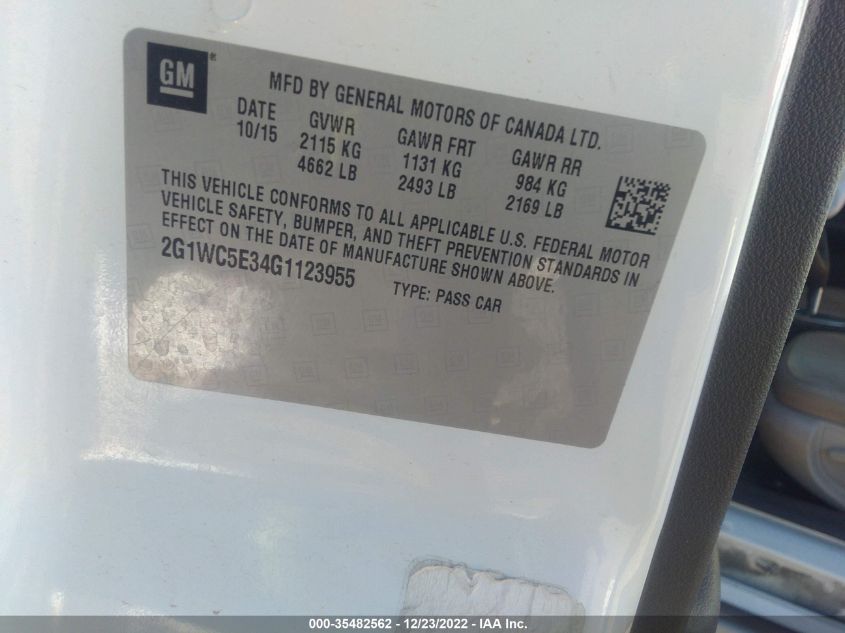 GM®
MFD BY GENERAL MOTORS OF CANADA LTD.
DATE GVWR GAWR FRT GAWR RR
10/15 2115 KG 1131 KG 984 KG
4662 LB 2493 LB 2169 LB
THIS VEHICLE CONFORMS TO ALL APPLICABLE U.S. FEDERAL MOTOR
VEHICLE SAFETY, BUMPER, AND THEFT PREVENTION STANDARDS IN
EFFECT ON THE DATE OF MANUFACTURE SHOWN ABOVE.
2G1WC5E34G1123955 TYPE: PASS CAR
000-35482562 - 12/23/2022 - IAA Inc.